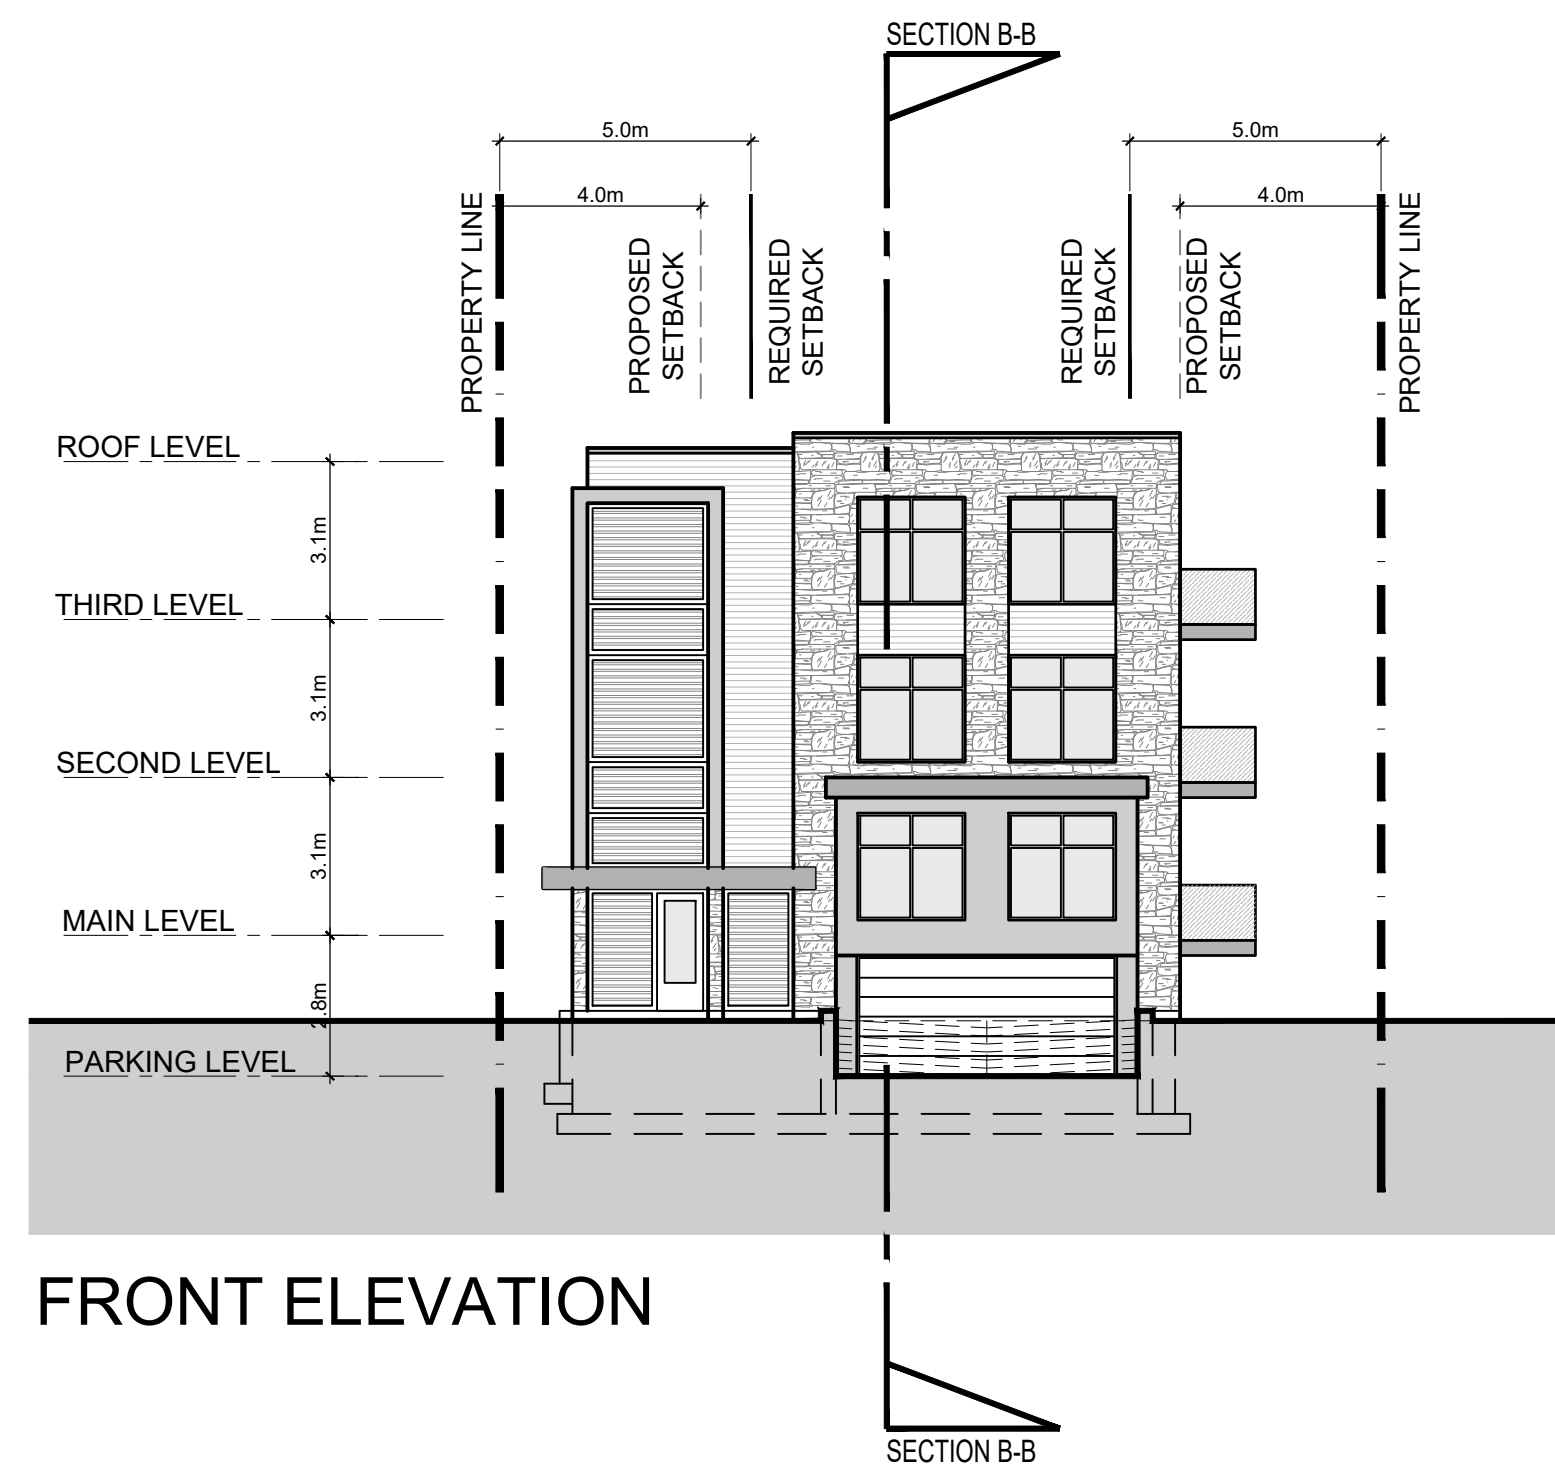 SECTION B-B
5.0m
5.0m
4.0m
4.0m
PROPERTY LINE
PROPOSED
SETBACK
REQUIRED
SETBACK
REQUIRED
SETBACK
PROPOSED
SETBACK
PROPERTY LINE
ROOF LEVEL
3.1m
THIRD LEVEL
3.1m
SECOND LEVEL
3.1m
MAIN LEVEL
2.8m
PARKING LEVEL
FRONT ELEVATION
SECTION B-B